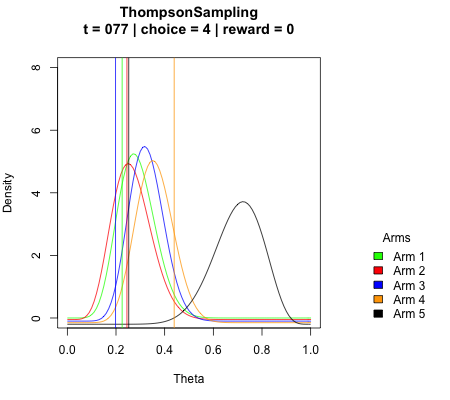 ThompsonSampling
t = 077 | choice = 4 | reward = 0
8
6
4
2
0
Density
0.0 0.2 0.4 0.6 0.8 1.0
Theta
Arms
Arm 1
Arm 2
Arm 3
Arm 4
Arm 5